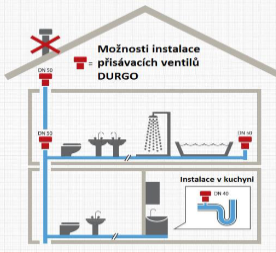 Možnosti instalace
přisávacích ventilů
DURGO
=
DN 50
DN 50
DN 50
Instalace v kuchyni
DN 40